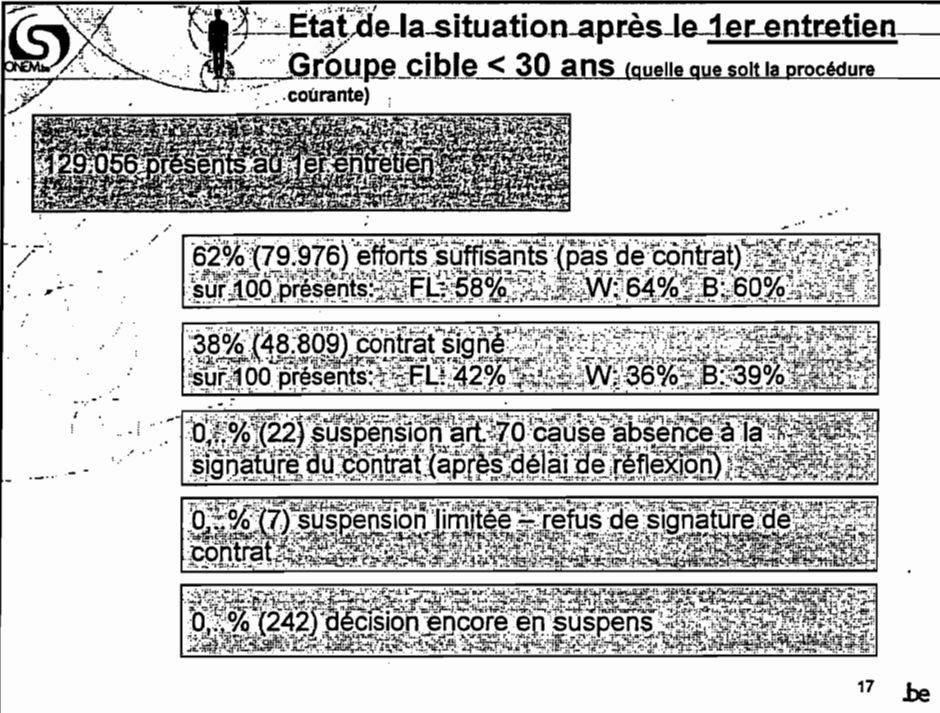 ONEM.be
Etat de la situation après le 1er entretien
Groupe cible < 30 ans (quelle que soit la procédure
courante)
129.056 présents au 1er entretien
62% (79.976) efforts suffisants (pas de contrat)
sur 100 présents: FL: 58% W: 64% B: 60%
38% (48.809) contrat signé
sur 100 présents: FL: 42% W: 36% B: 39%
0,..% (22) suspension art. 70 cause absence à la
signature du contrat (après délai de réflexion)
0,..% (7) suspension limitée – refus de signature de
contrat
0,..% (242) décision encore en suspens
17 .be